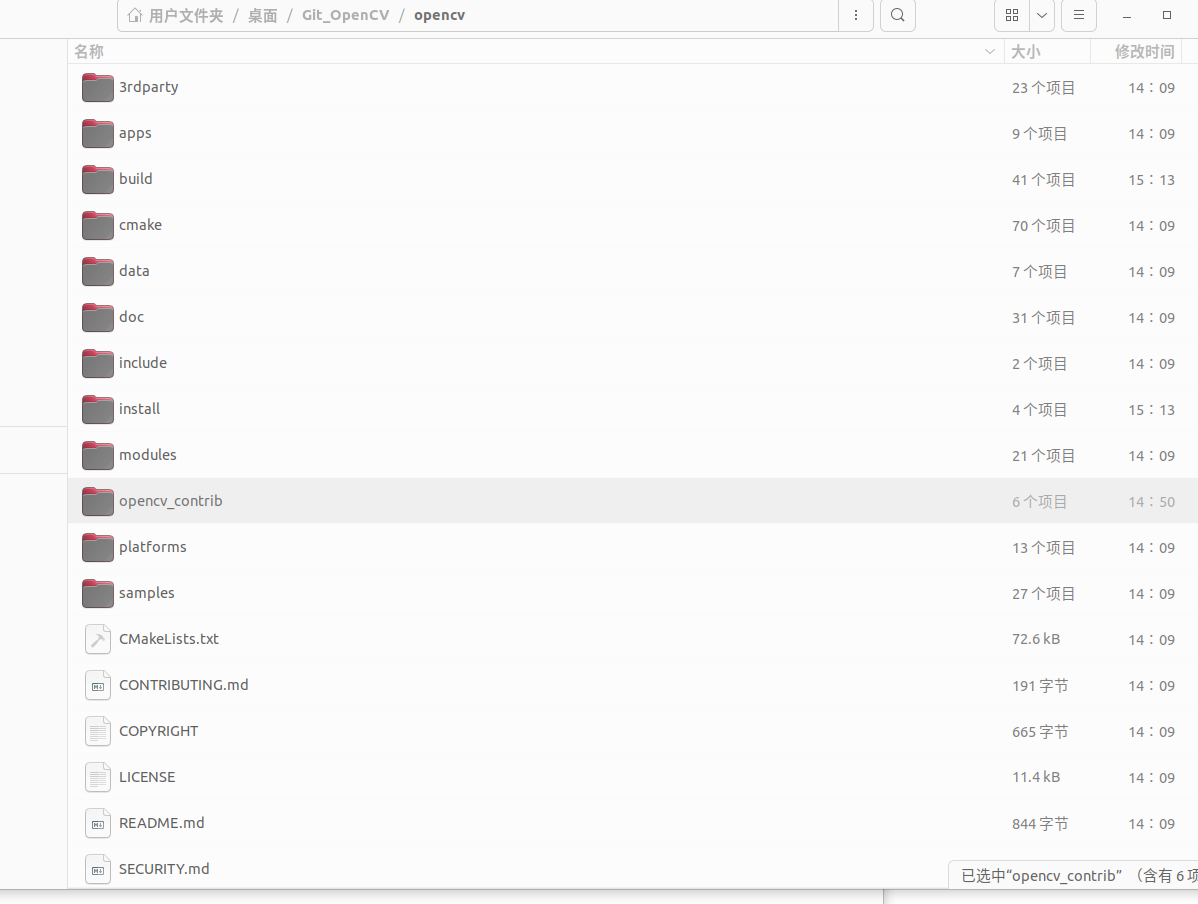 用户文件夹 / 桌面 / Git_OpenCV / opencv
名称 大小 修改时间
3rdparty 23 个项目 14：09
apps 9 个项目 14：09
build 41 个项目 15：13
cmake 70 个项目 14：09
data 7 个项目 14：09
doc 31 个项目 14：09
include 2 个项目 14：09
install 4 个项目 15：13
modules 21 个项目 14：09
opencv_contrib 6 个项目 14：50
platforms 13 个项目 14：09
samples 27 个项目 14：09
CMakeLists.txt 72.6 kB 14：09
CONTRIBUTING.md 191 字节 14：09
COPYRIGHT 665 字节 14：09
LICENSE 11.4 kB 14：09
README.md 844 字节 14：09
SECURITY.md
已选中“opencv_contrib” （含有 6 项